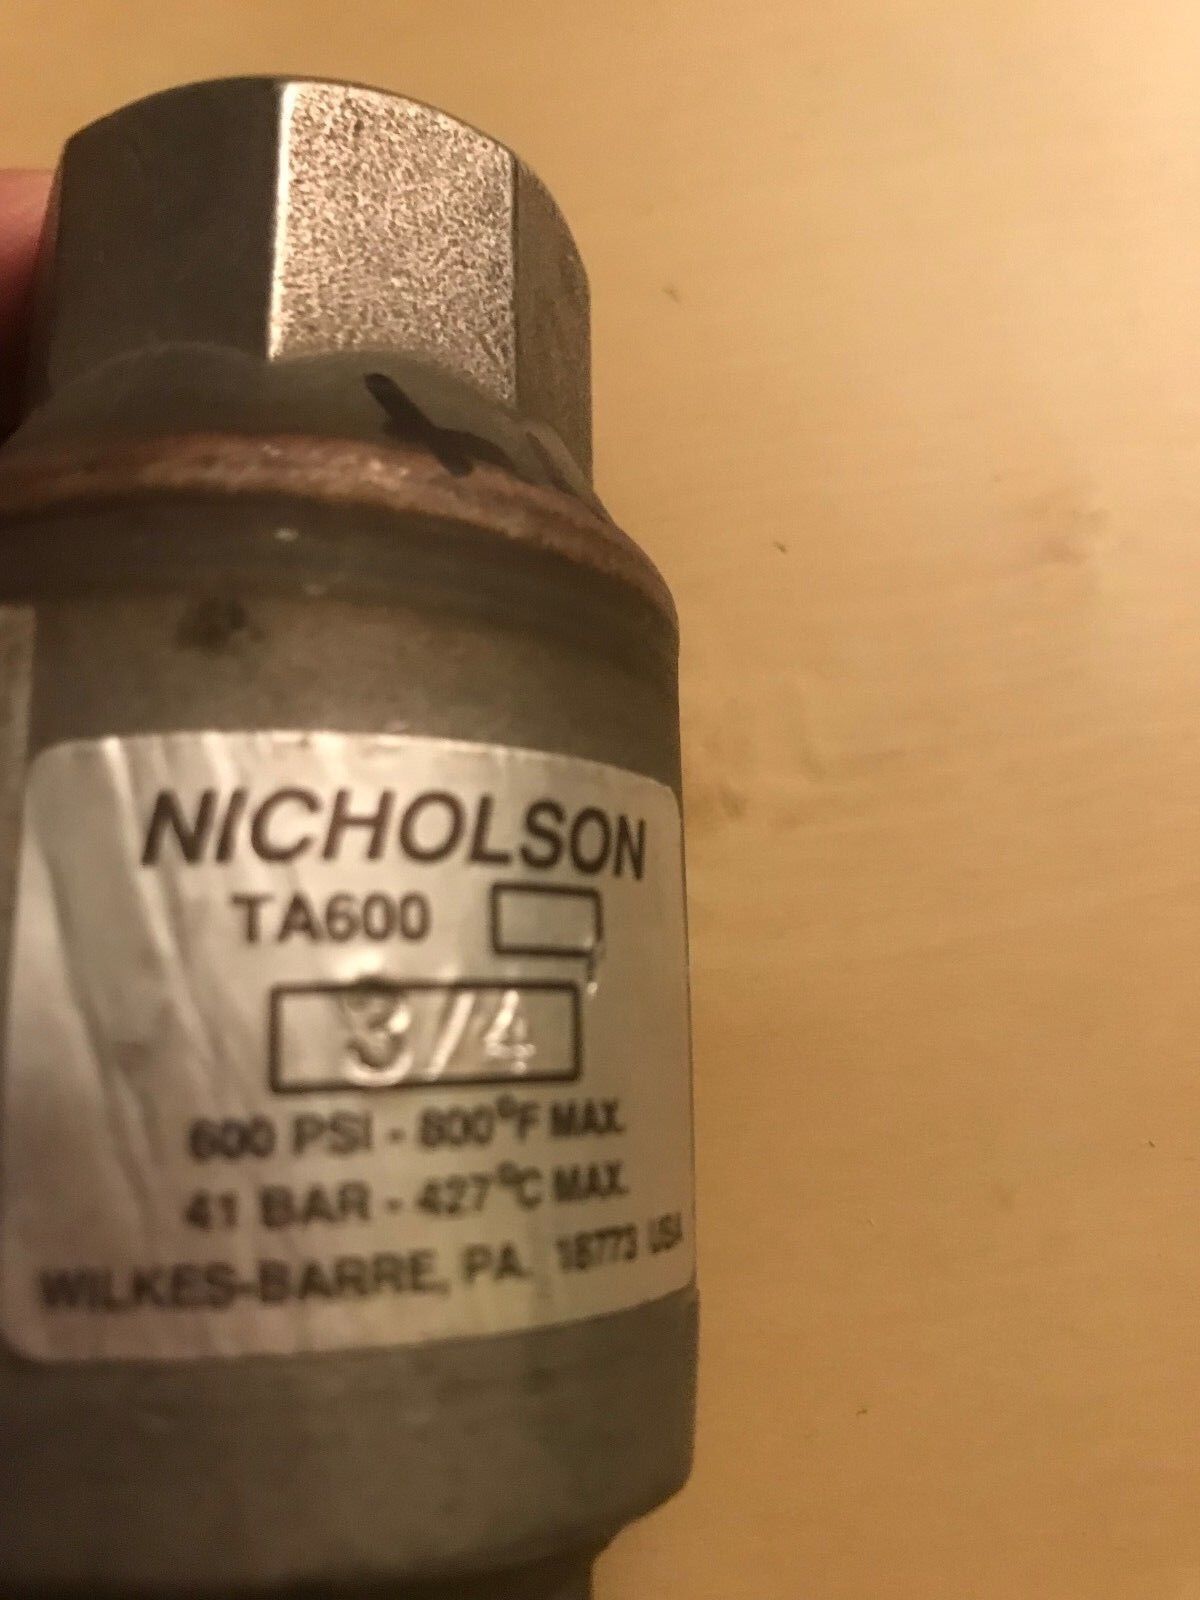 NICHOLSON
TA600
3/4
600 PSI - 800°F MAX.
41 BAR - 427°C MAX.
WILKES-BARRE, PA. 18773 USA